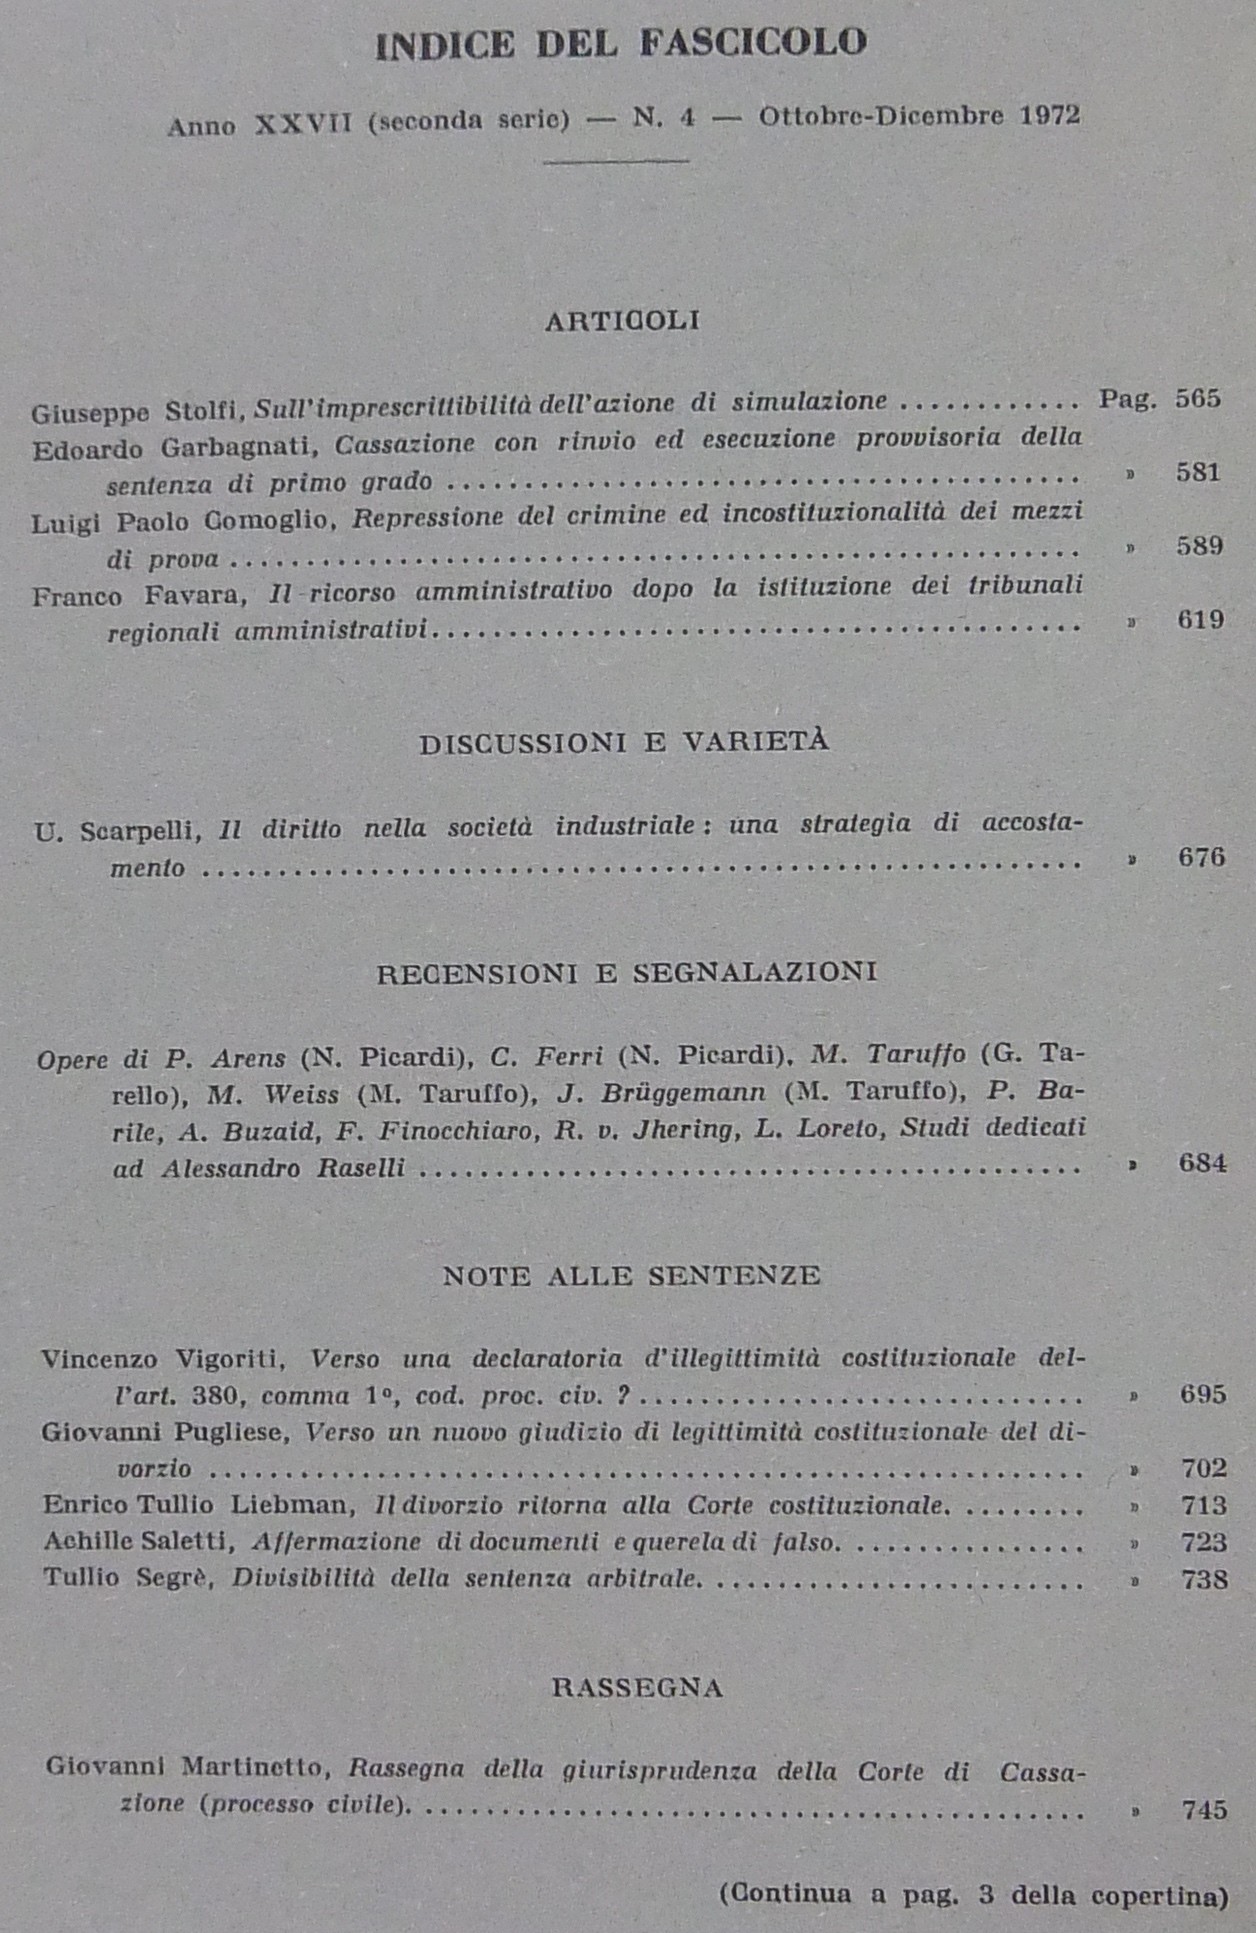 INDICE DEL FASCICOLO
Anno XXVII (seconda serie) — N. 4 — Ottobre-Dicembre 1972
ARTICOLI
Giuseppe Stolfi, Sull'imprescrittibilità dell'azione di simulazione ............ Pag. 565
Edoardo Garbagnati, Cassazione con rinvio ed esecuzione provvisoria della
sentenza di primo grado ........................................ » 581
Luigi Paolo Comoglio, Repressione del crimine ed incostituzionalità dei mezzi
di prova ...................................................... » 589
Franco Favara, Il ricorso amministrativo dopo la istituzione dei tribunali
regionali amministrativi.......................................... » 619
DISCUSSIONI E VARIETÀ
U. Scarpelli, Il diritto nella società industriale : una strategia di accosta-
mento ........................................................ » 676
RECENSIONI E SEGNALAZIONI
Opere di P. Arens (N. Picardi), C. Ferri (N. Picardi), M. Taruffo (G. Ta-
rello), M. Weiss (M. Taruffo), J. Brüggemann (M. Taruffo), P. Ba-
rile, A. Buzaid, F. Finocchiaro, R. v. Jhering, L. Loreto, Studi dedicati
ad Alessandro Raselli .......................................... » 684
NOTE ALLE SENTENZE
Vincenzo Vigoriti, Verso una declaratoria d'illegittimità costituzionale del-
l'art. 380, comma 1º, cod. proc. civ. ? ............................ » 695
Giovanni Pugliese, Verso un nuovo giudizio di legittimità costituzionale del di-
vorzio ........................................................ » 702
Enrico Tullio Liebman, Il divorzio ritorna alla Corte costituzionale. ........ » 713
Achille Saletti, Affermazione di documenti e querela di falso. ............... » 723
Tullio Segrè, Divisibilità della sentenza arbitrale. ........................ » 738
RASSEGNA
Giovanni Martinetto, Rassegna della giurisprudenza della Corte di Cassa-
zione (processo civile). ........................................... » 745
(Continua a pag. 3 della copertina)